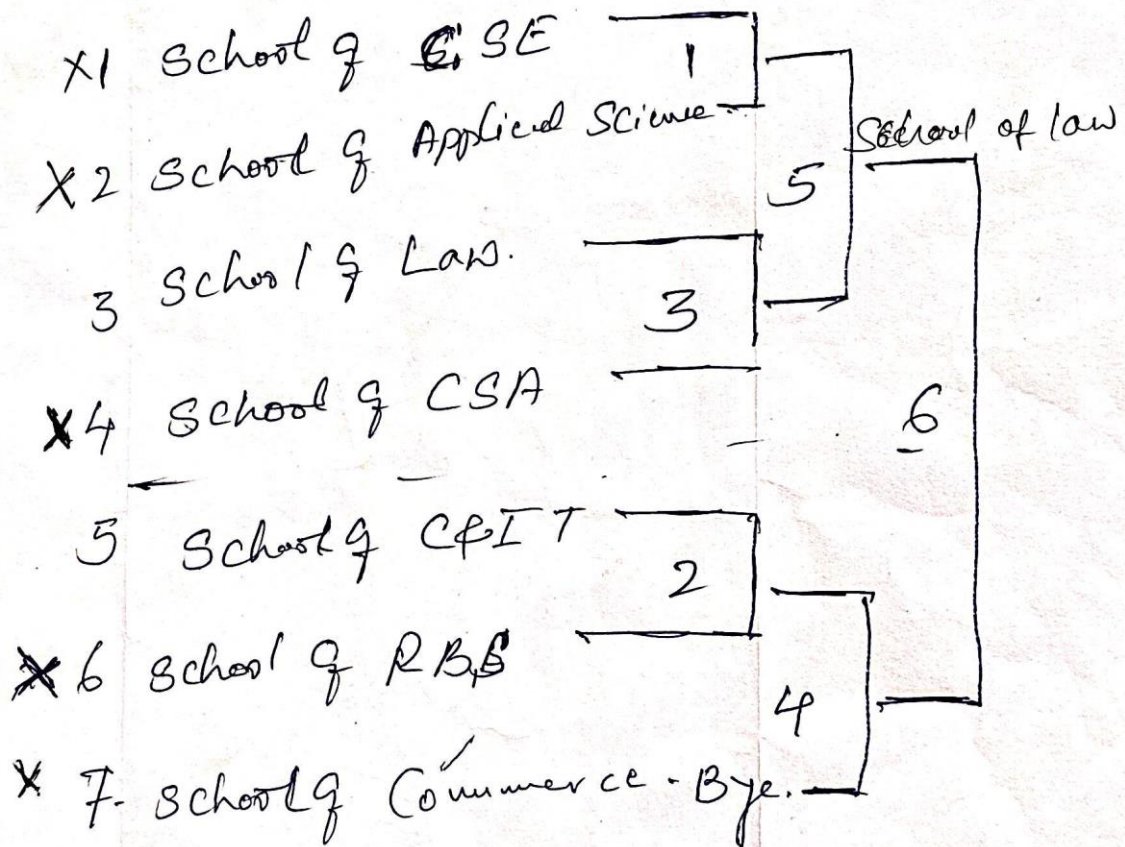 X1 School of CSE 1
X2 School of Applied Science
School of law
5
3 School of Law.
3
X4 School of CSA
6
5 School of C&IT
2
X6 School of RBS
4
X 7- School of Commerce - Bye.